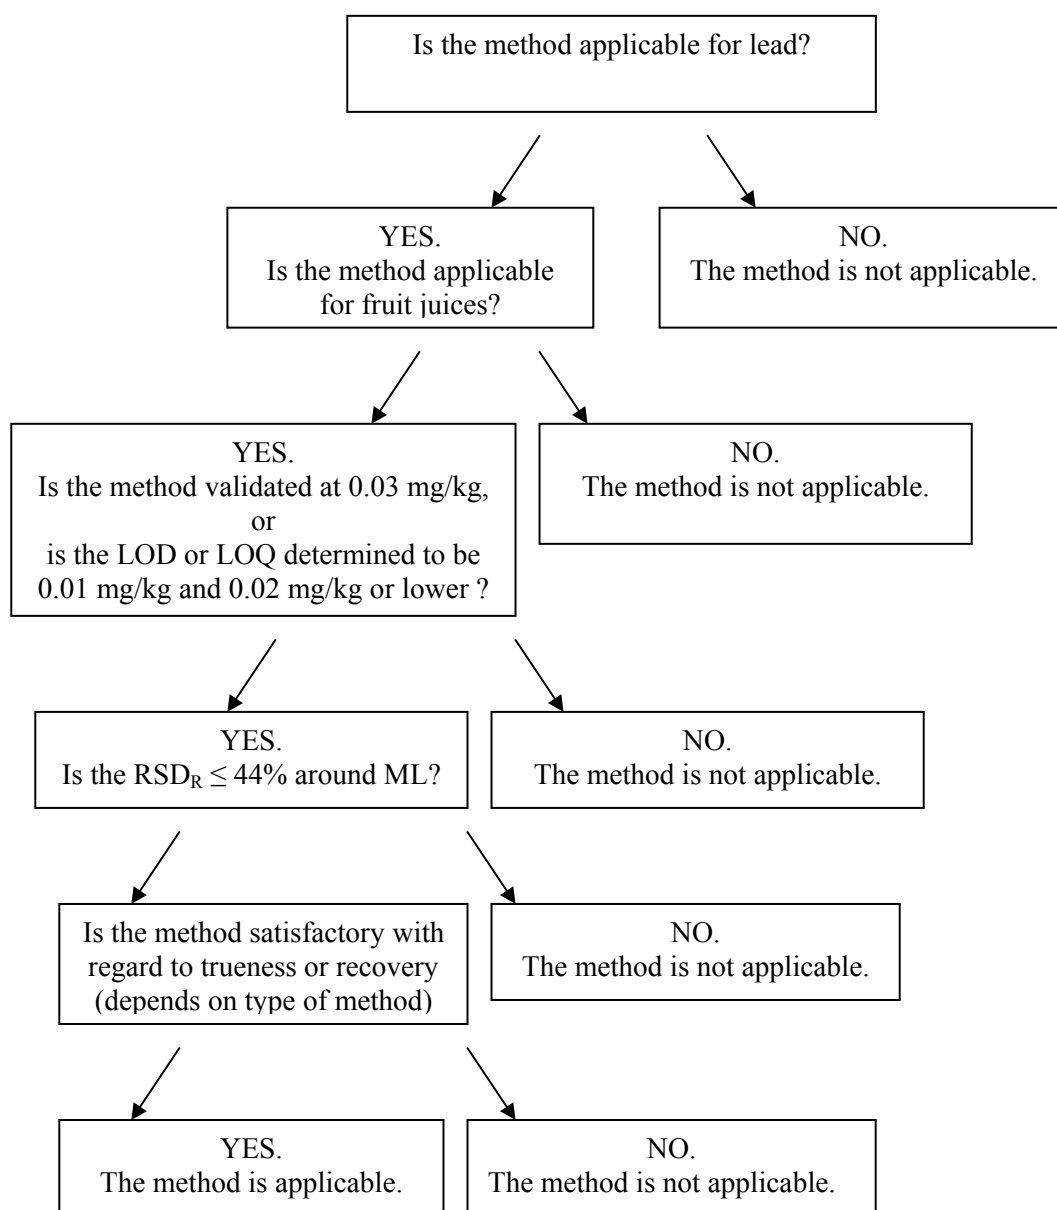 Is the method applicable for lead?
YES.
Is the method applicable
for fruit juices?
NO.
The method is not applicable.
YES.
Is the method validated at 0.03 mg/kg,
or
is the LOD or LOQ determined to be
0.01 mg/kg and 0.02 mg/kg or lower ?
NO.
The method is not applicable.
YES.
Is the RSDR ≤ 44% around ML?
NO.
The method is not applicable.
Is the method satisfactory with
regard to trueness or recovery
(depends on type of method)
NO.
The method is not applicable.
YES.
The method is applicable.
NO.
The method is not applicable.